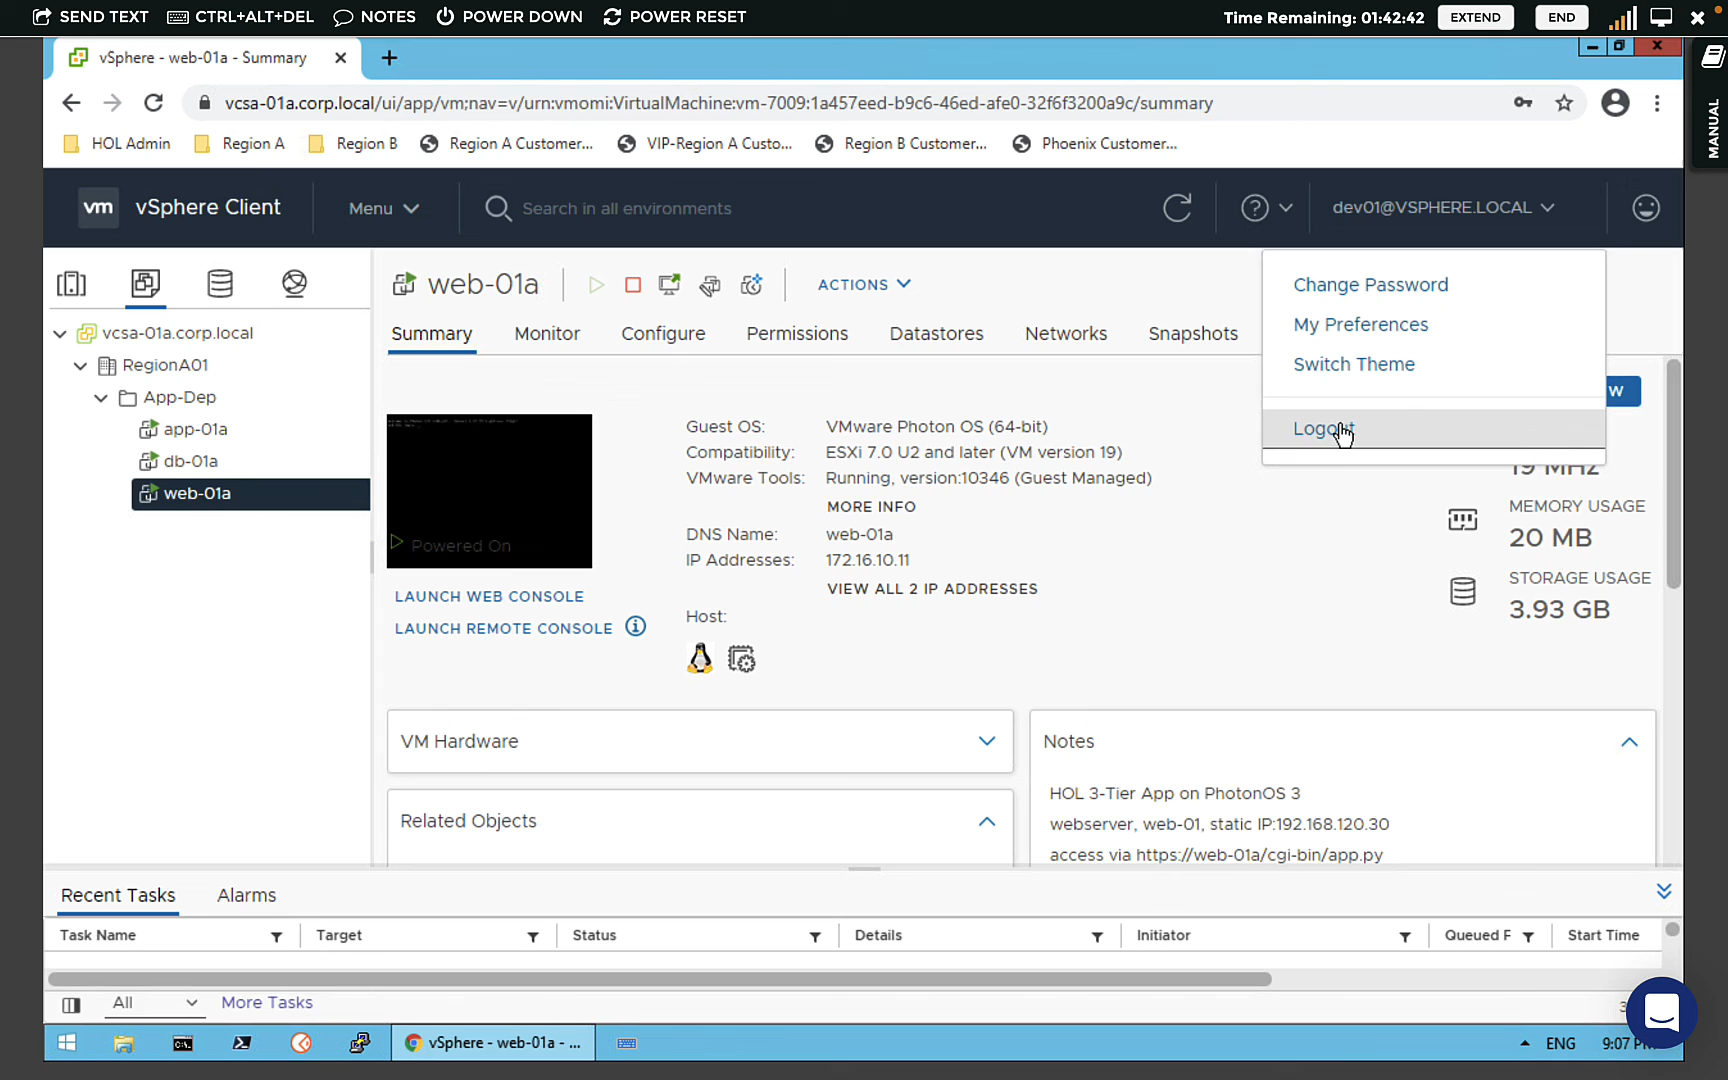 SEND TEXT CTRL+ALT+DEL NOTES POWER DOWN POWER RESET Time Remaining: 01:42:42 EXTEND END
MANUAL
vSphere - web-01a - Summary
vcsa-01a.corp.local/ui/app/vm;nav=v/urn:vmomi:VirtualMachine:vm-7009:1a457eed-b9c6-46ed-afe0-32f6f3200a9c/summary
HOL Admin Region A Region B Region A Customer... VIP-Region A Custo... Region B Customer... Phoenix Customer...
vm vSphere Client Menu Search in all environments dev01@VSPHERE.LOCAL
Change Password
My Preferences
Switch Theme
Logout
vcsa-01a.corp.local
RegionA01
App-Dep
app-01a
db-01a
web-01a
web-01a ACTIONS
Summary Monitor Configure Permissions Datastores Networks Snapshots
W
Powered On
LAUNCH WEB CONSOLE
LAUNCH REMOTE CONSOLE
Guest OS: VMware Photon OS (64-bit)
Compatibility: ESXi 7.0 U2 and later (VM version 19)
VMware Tools: Running, version:10346 (Guest Managed)
MORE INFO
DNS Name: web-01a
IP Addresses: 172.16.10.11
VIEW ALL 2 IP ADDRESSES
Host:
19 MHz
MEMORY USAGE
20 MB
STORAGE USAGE
3.93 GB
VM Hardware
Related Objects
Notes
HOL 3-Tier App on PhotonOS 3
webserver, web-01, static IP:192.168.120.30
access via https://web-01a/cgi-bin/app.py
Recent Tasks Alarms
Task Name Target Status Details Initiator Queued F Start Time
All More Tasks
vSphere - web-01a - ... ENG 9:07 PM